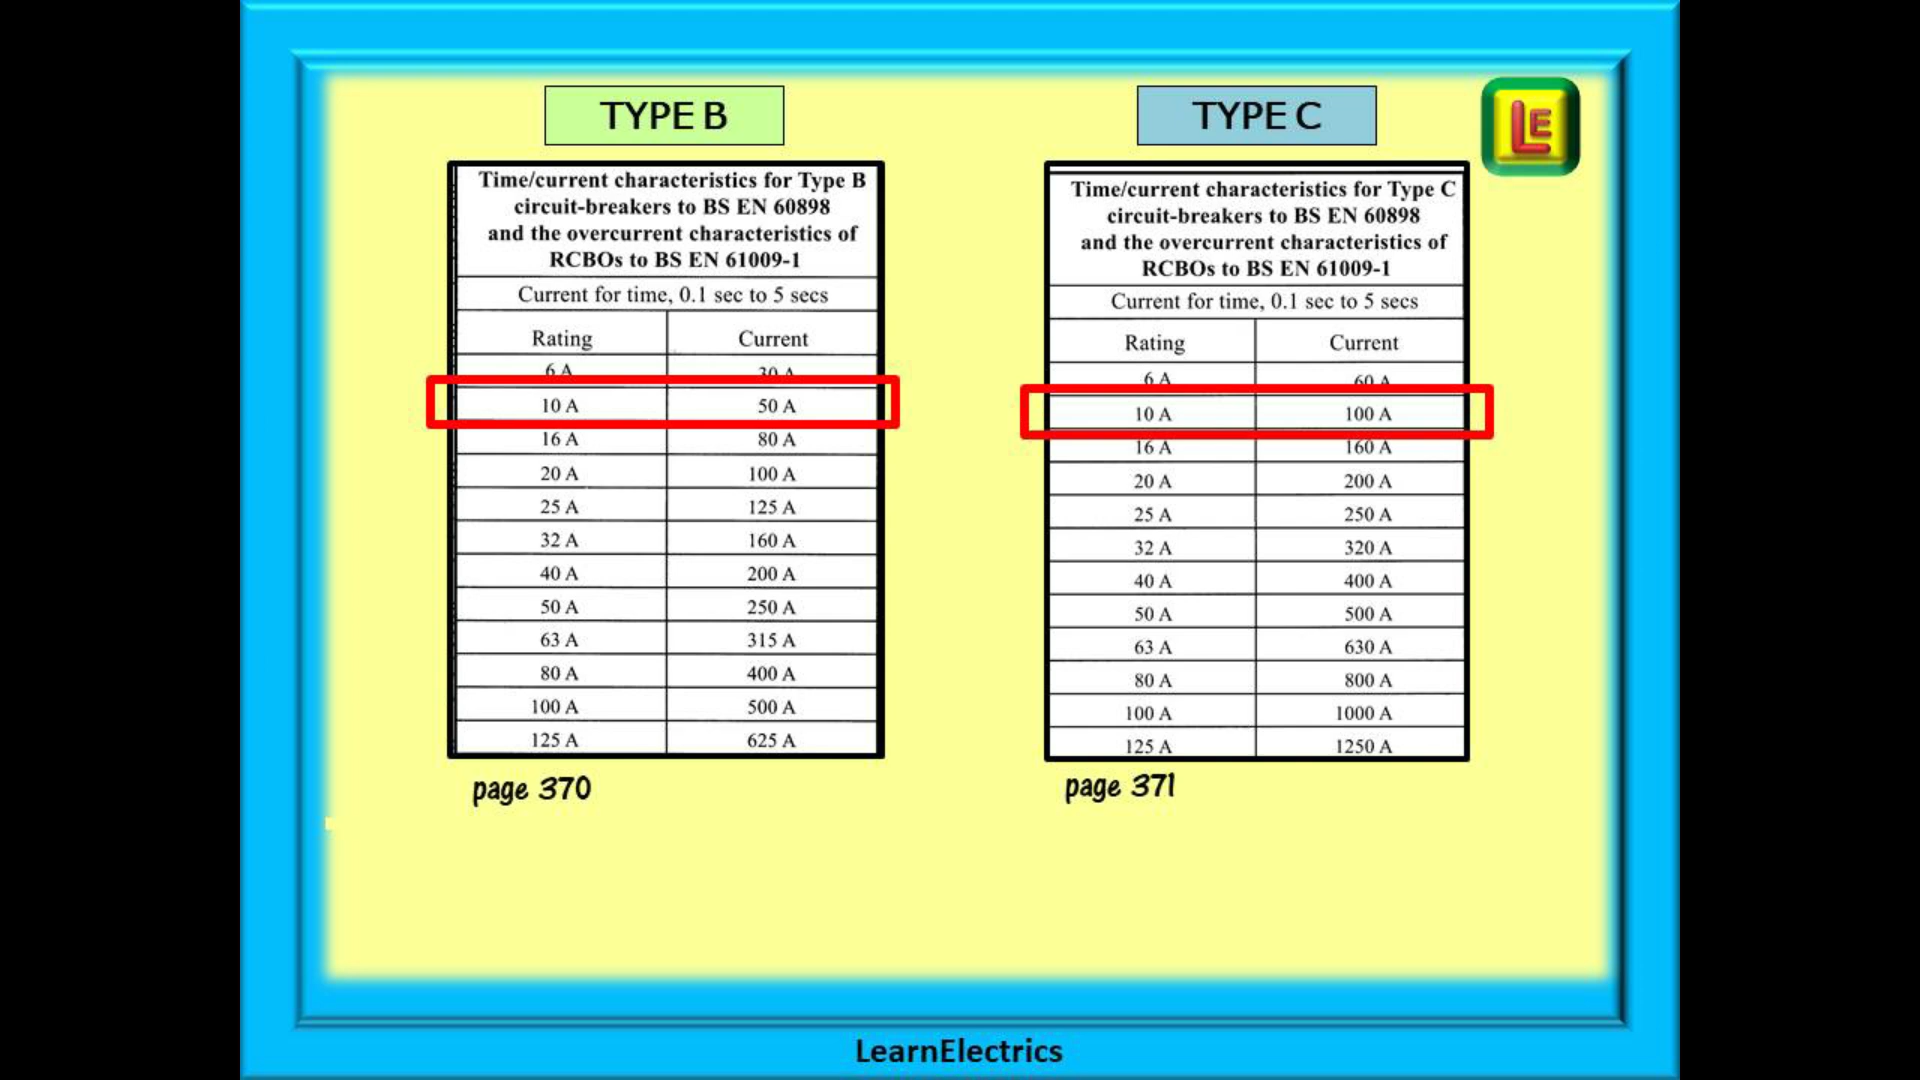 TYPE B
Time/current characteristics for Type B
circuit-breakers to BS EN 60898
and the overcurrent characteristics of
RCBOs to BS EN 61009-1
Current for time, 0.1 sec to 5 secs
Rating Current
6 A 30 A
10 A 50 A
16 A 80 A
20 A 100 A
25 A 125 A
32 A 160 A
40 A 200 A
50 A 250 A
63 A 315 A
80 A 400 A
100 A 500 A
125 A 625 A
page 370
TYPE C
LE
Time/current characteristics for Type C
circuit-breakers to BS EN 60898
and the overcurrent characteristics of
RCBOs to BS EN 61009-1
Current for time, 0.1 sec to 5 secs
Rating Current
6 A 60 A
10 A 100 A
16 A 160 A
20 A 200 A
25 A 250 A
32 A 320 A
40 A 400 A
50 A 500 A
63 A 630 A
80 A 800 A
100 A 1000 A
125 A 1250 A
page 371
LearnElectrics